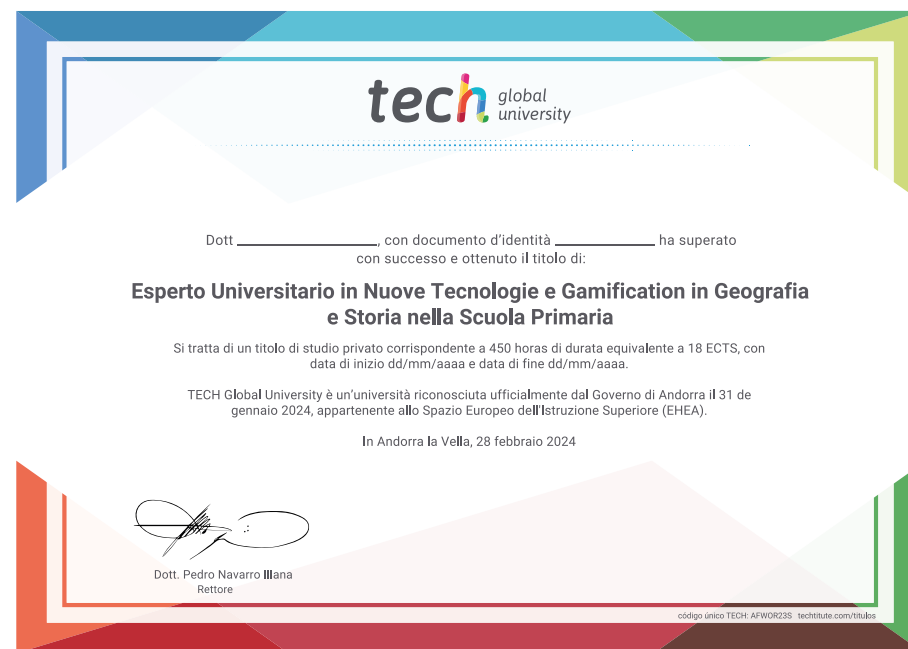 tech global university
Dott ____________, con documento d'identità ____________ ha superato
con successo e ottenuto il titolo di:
Esperto Universitario in Nuove Tecnologie e Gamification in Geografia
e Storia nella Scuola Primaria
Si tratta di un titolo di studio privato corrispondente a 450 horas di durata equivalente a 18 ECTS, con
data di inizio dd/mm/aaaa e data di fine dd/mm/aaaa.
TECH Global University è un'università riconosciuta ufficialmente dal Governo di Andorra il 31 de
gennaio 2024, appartenente allo Spazio Europeo dell'Istruzione Superiore (EHEA).
In Andorra la Vella, 28 febbraio 2024
Dott. Pedro Navarro Illana
Rettore
código único TECH: AFWOR23S techtitute.com/titulos